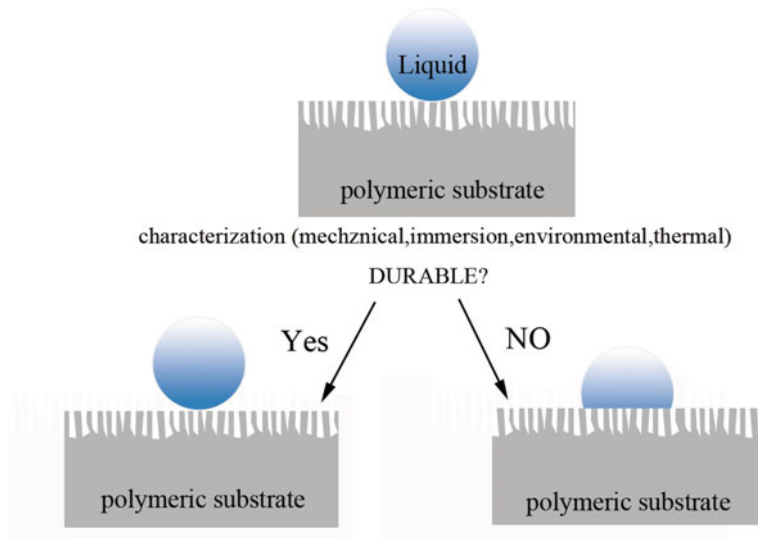 Liquid
polymeric substrate
characterization (mechznical,immersion,environmental,thermal)
DURABLE?
Yes
NO
polymeric substrate
polymeric substrate